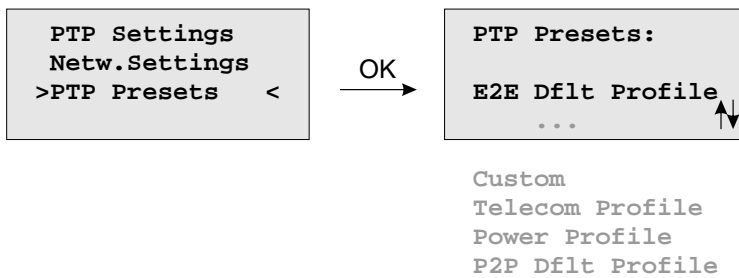 PTP Settings
Netw.Settings
>PTP Presets <
OK
PTP Presets:
E2E Dflt Profile
...
Custom
Telecom Profile
Power Profile
P2P Dflt Profile